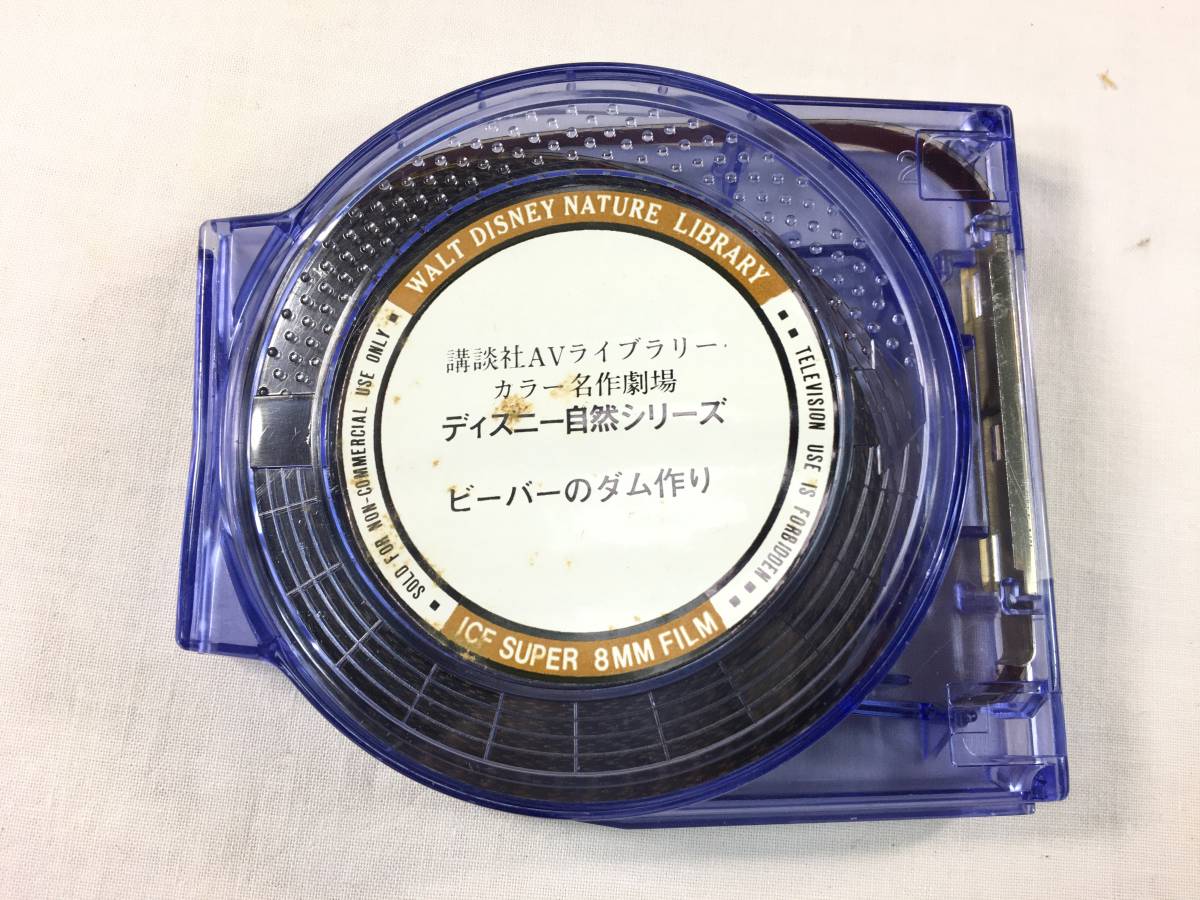 WALT DISNEY NATURE LIBRARY
講談社AVライブラリー
カラー名作劇場
ディズニー自然シリーズ
ビーバーのダム作り
SOLD FOR NON-COMMERCIAL USE ONLY
TELEVISION USE IS FORBIDDEN
ICF SUPER 8MM FILM
2